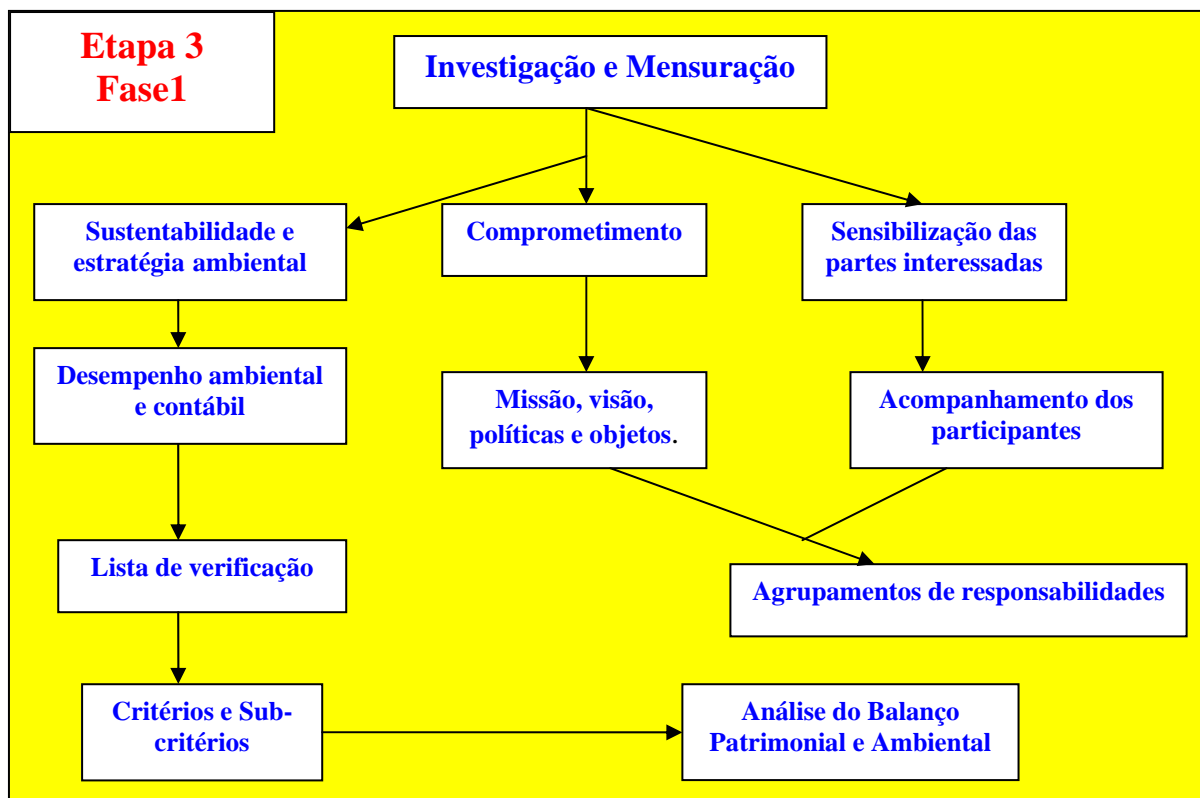 Etapa 3
Fase1
Investigação e Mensuração
Sustentabilidade e
estratégia ambiental
Comprometimento
Sensibilização das
partes interessadas
Desempenho ambiental
e contábil
Missão, visão,
políticas e objetos.
Acompanhamento dos
participantes
Lista de verificação
Agrupamentos de responsabilidades
Critérios e Sub-
critérios
Análise do Balanço
Patrimonial e Ambiental